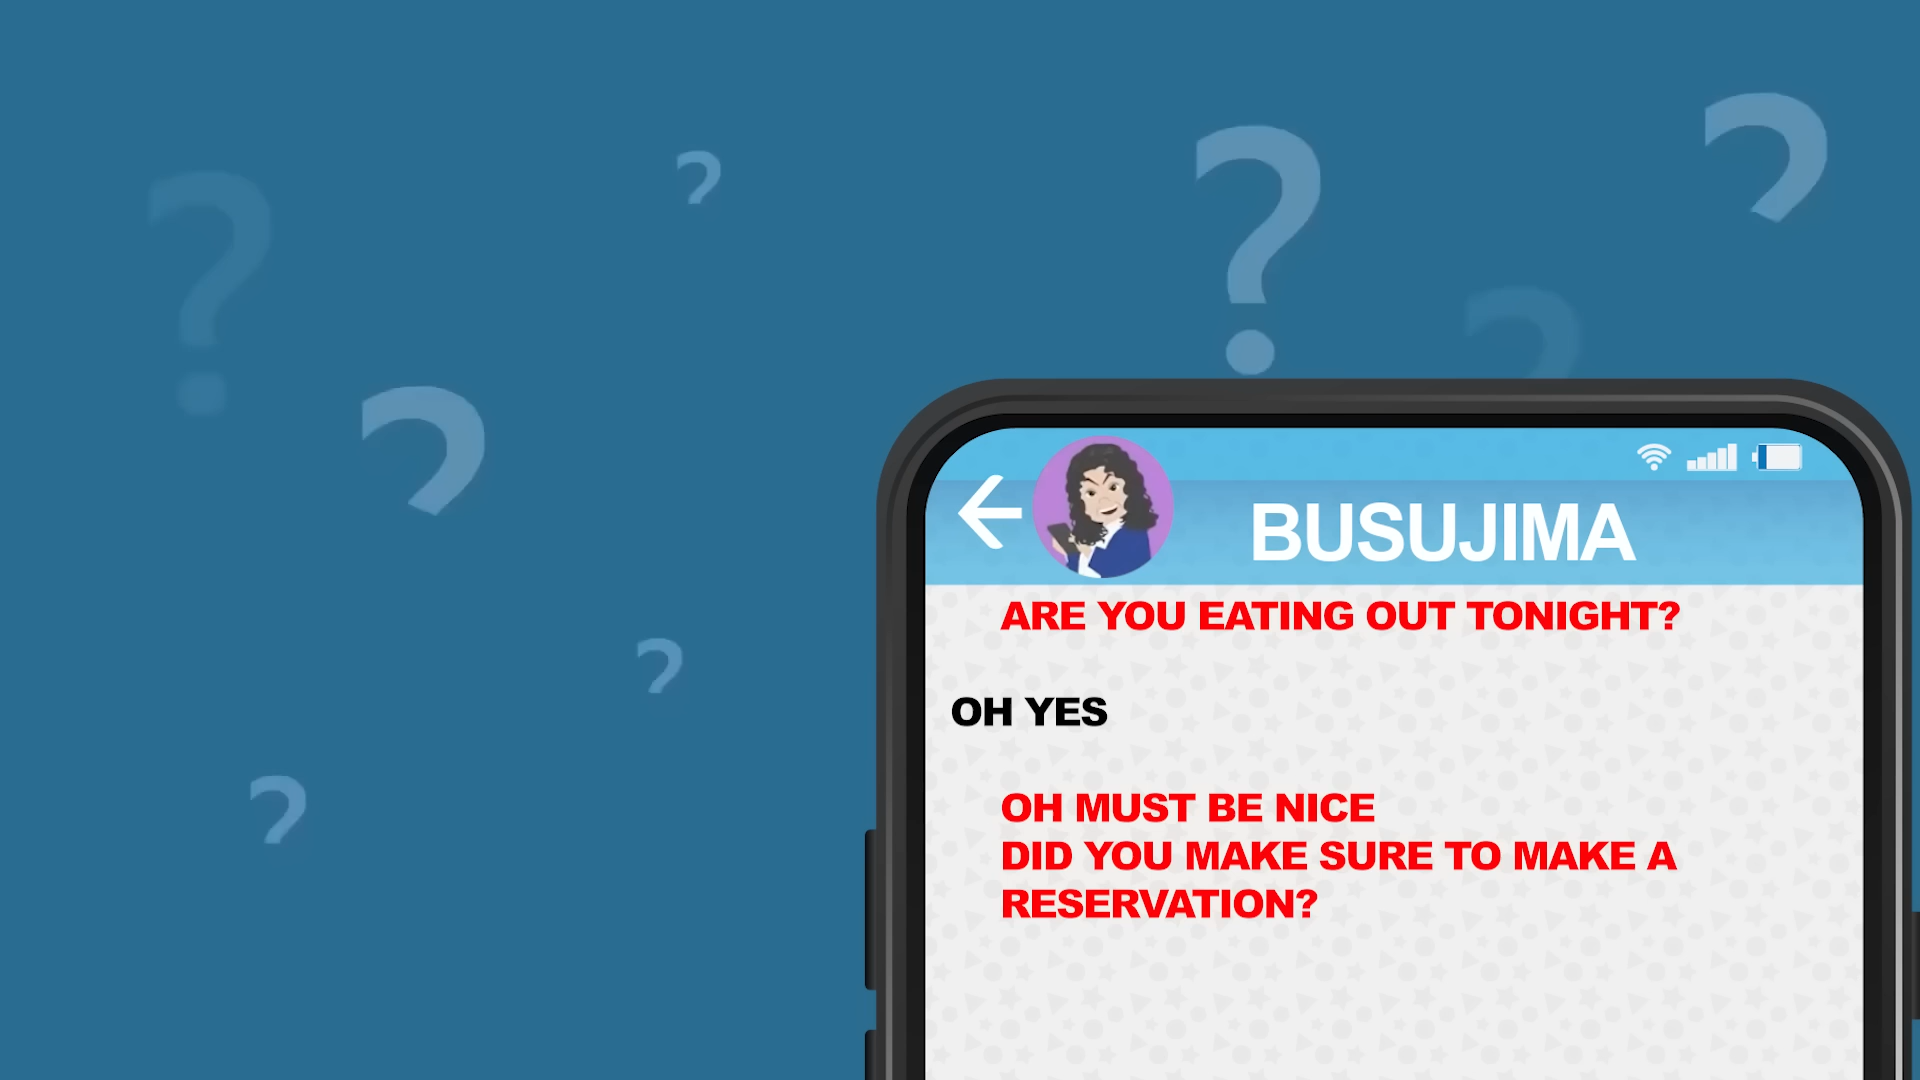 BUSUJIMA
ARE YOU EATING OUT TONIGHT?
OH YES
OH MUST BE NICE
DID YOU MAKE SURE TO MAKE A
RESERVATION?